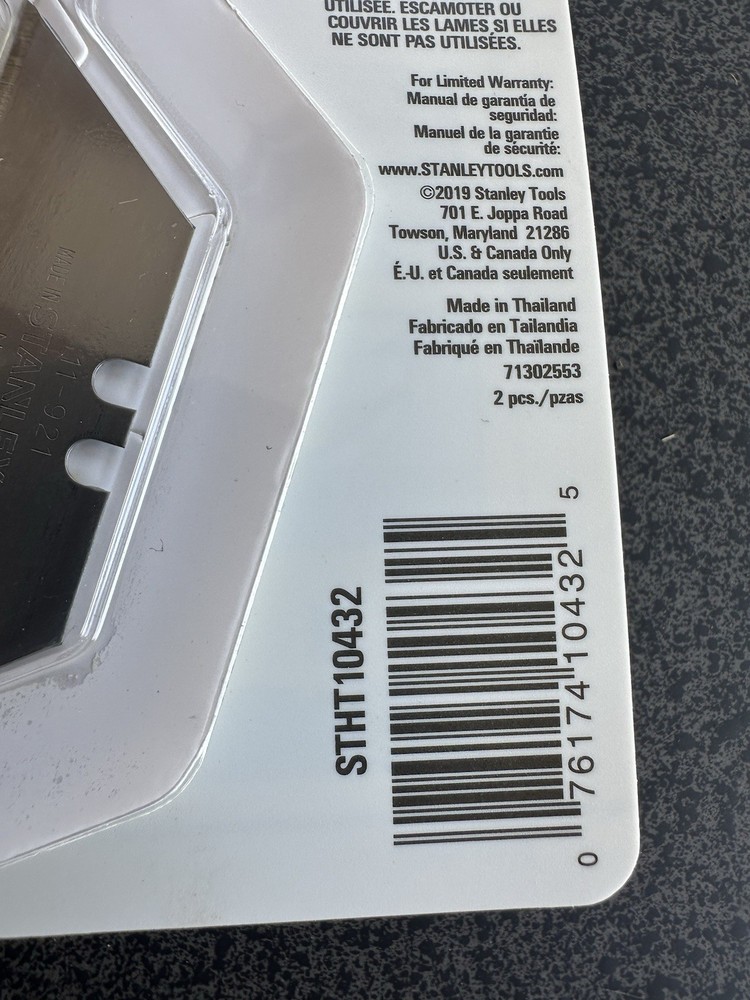 UTILISÉE. ESCAMOTER OU
COUVRIR LES LAMES SI ELLES
NE SONT PAS UTILISÉES.
For Limited Warranty:
Manual de garantía de
seguridad:
Manuel de la garantie
de sécurité:
www.STANLEYTOOLS.com
©2019 Stanley Tools
701 E. Joppa Road
Towson, Maryland 21286
U.S. & Canada Only
É.-U. et Canada seulement
Made in Thailand
Fabricado en Tailandia
Fabriqué en Thaïlande
71302553
2 pcs./pzas
STHT10432
0 76174 10432 5
11-921
STANLEY
MADE IN